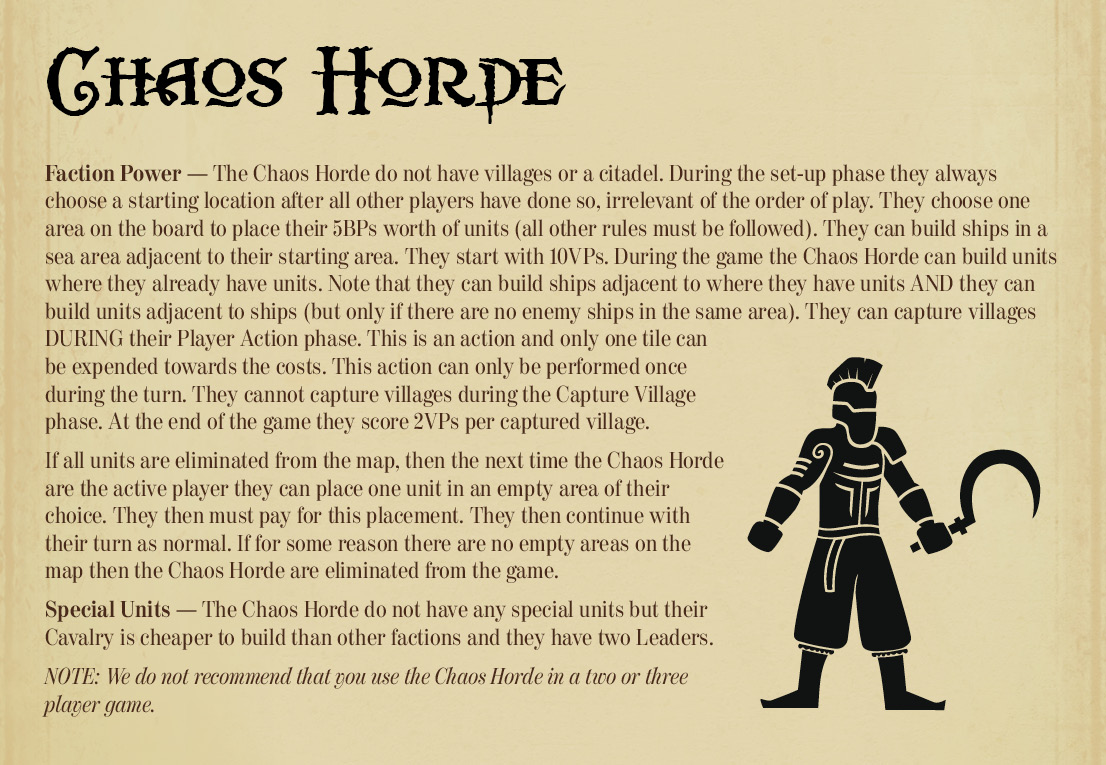 Chaos Horde
Faction Power — The Chaos Horde do not have villages or a citadel. During the set-up phase they always
choose a starting location after all other players have done so, irrelevant of the order of play. They choose one
area on the board to place their 5BPs worth of units (all other rules must be followed). They can build ships in a
sea area adjacent to their starting area. They start with 10VPs. During the game the Chaos Horde can build units
where they already have units. Note that they can build ships adjacent to where they have units AND they can
build units adjacent to ships (but only if there are no enemy ships in the same area). They can capture villages
DURING their Player Action phase. This is an action and only one tile can
be expended towards the costs. This action can only be performed once
during the turn. They cannot capture villages during the Capture Village
phase. At the end of the game they score 2VPs per captured village.
If all units are eliminated from the map, then the next time the Chaos Horde
are the active player they can place one unit in an empty area of their
choice. They then must pay for this placement. They then continue with
their turn as normal. If for some reason there are no empty areas on the
map then the Chaos Horde are eliminated from the game.
Special Units — The Chaos Horde do not have any special units but their
Cavalry is cheaper to build than other factions and they have two Leaders.
NOTE: We do not recommend that you use the Chaos Horde in a two or three
player game.